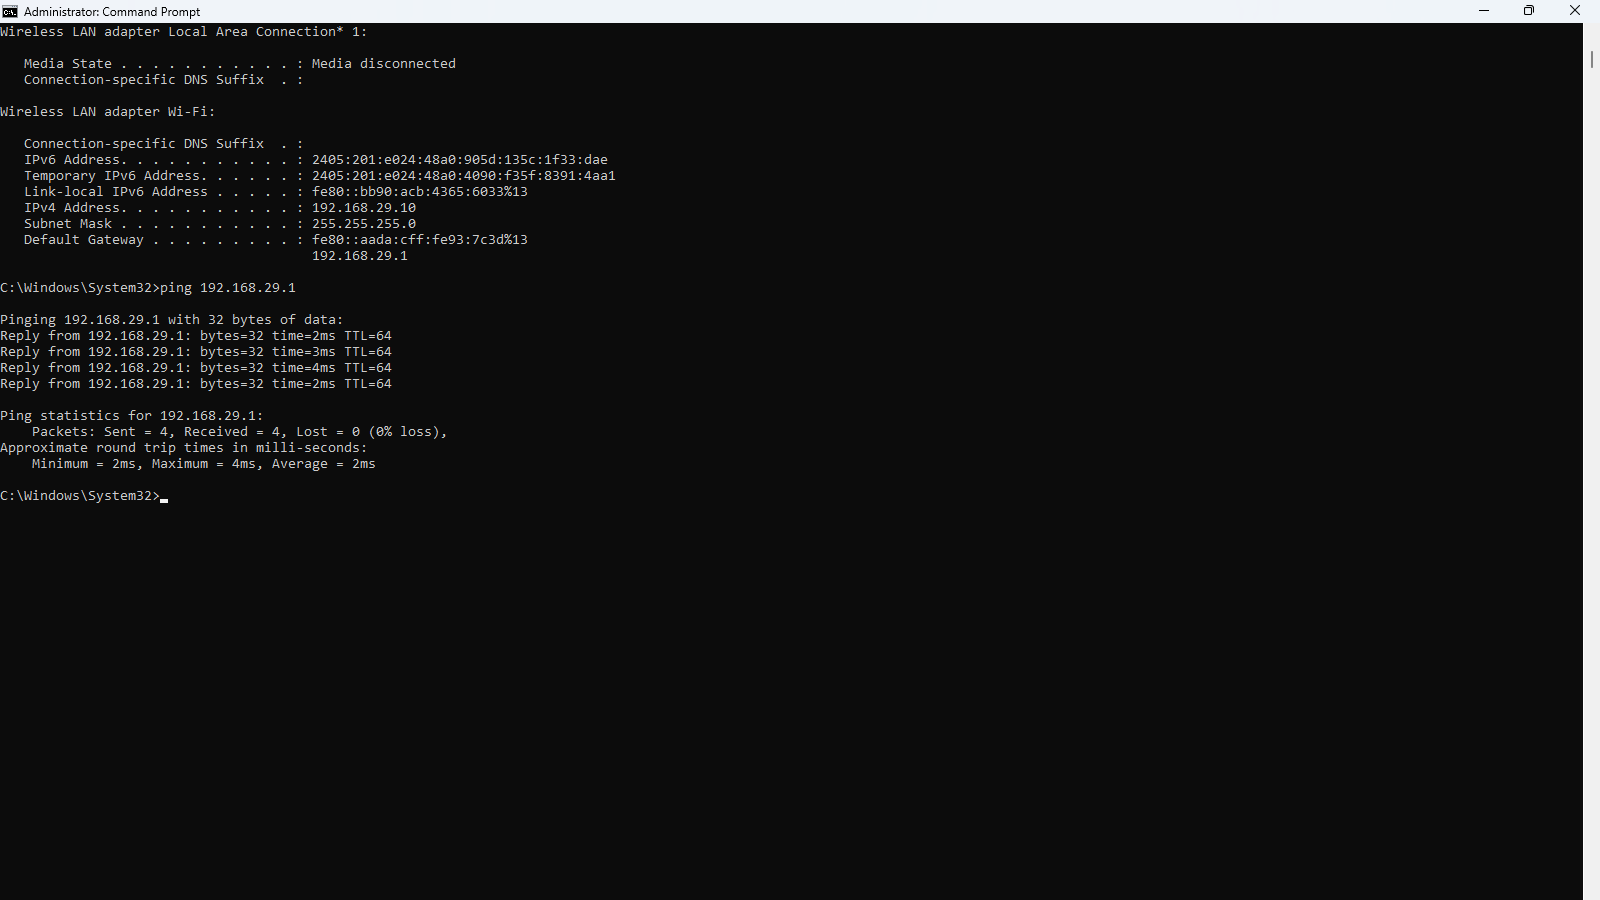 Administrator: Command Prompt
Wireless LAN adapter Local Area Connection* 1:
Media State . . . . . . . . . . . : Media disconnected
Connection-specific DNS Suffix  . :
Wireless LAN adapter Wi-Fi:
Connection-specific DNS Suffix  . :
IPv6 Address. . . . . . . . . . . : 2405:201:e024:48a0:905d:135c:1f33:dae
Temporary IPv6 Address. . . . . . : 2405:201:e024:48a0:4090:f35f:8391:4aa1
Link-local IPv6 Address . . . . . : fe80::bb90:acb:4365:6033%13
IPv4 Address. . . . . . . . . . . : 192.168.29.10
Subnet Mask . . . . . . . . . . . : 255.255.255.0
Default Gateway . . . . . . . . . : fe80::aada:cff:fe93:7c3d%13
192.168.29.1
C:\Windows\System32>ping 192.168.29.1
Pinging 192.168.29.1 with 32 bytes of data:
Reply from 192.168.29.1: bytes=32 time=2ms TTL=64
Reply from 192.168.29.1: bytes=32 time=3ms TTL=64
Reply from 192.168.29.1: bytes=32 time=4ms TTL=64
Reply from 192.168.29.1: bytes=32 time=2ms TTL=64
Ping statistics for 192.168.29.1:
Packets: Sent = 4, Received = 4, Lost = 0 (0% loss),
Approximate round trip times in milli-seconds:
Minimum = 2ms, Maximum = 4ms, Average = 2ms
C:\Windows\System32>